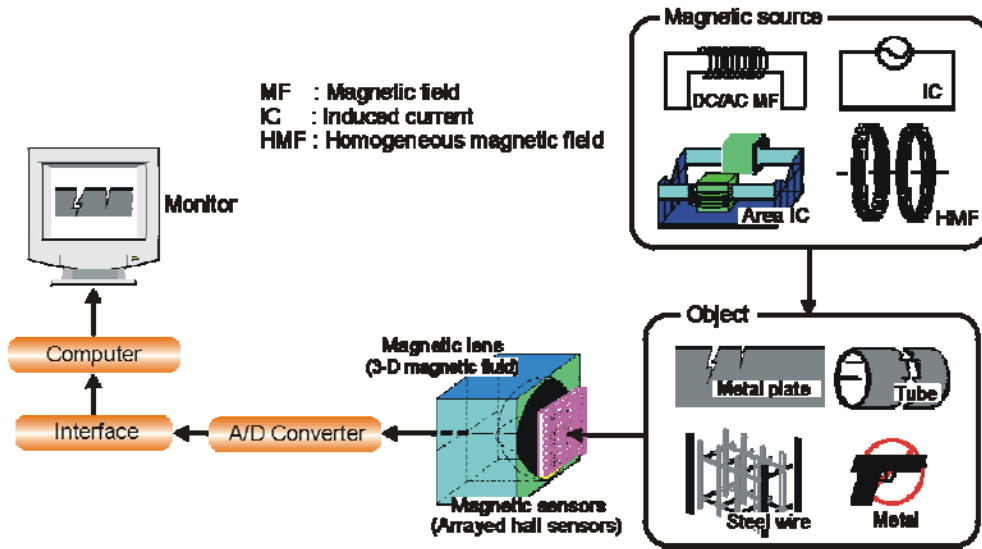 Magnetic source
DC/AC MF
IC
Area IC
HMF
MF : Magnetic field
IC : Induced current
HMF : Homogeneous magnetic field
Monitor
Object
Metal plate
Tube
Steel wire
Metal
Magnetic lens
(3-D magnetic fluid)
Magnetic sensors
(Arrayed hall sensors)
A/D Converter
Interface
Computer